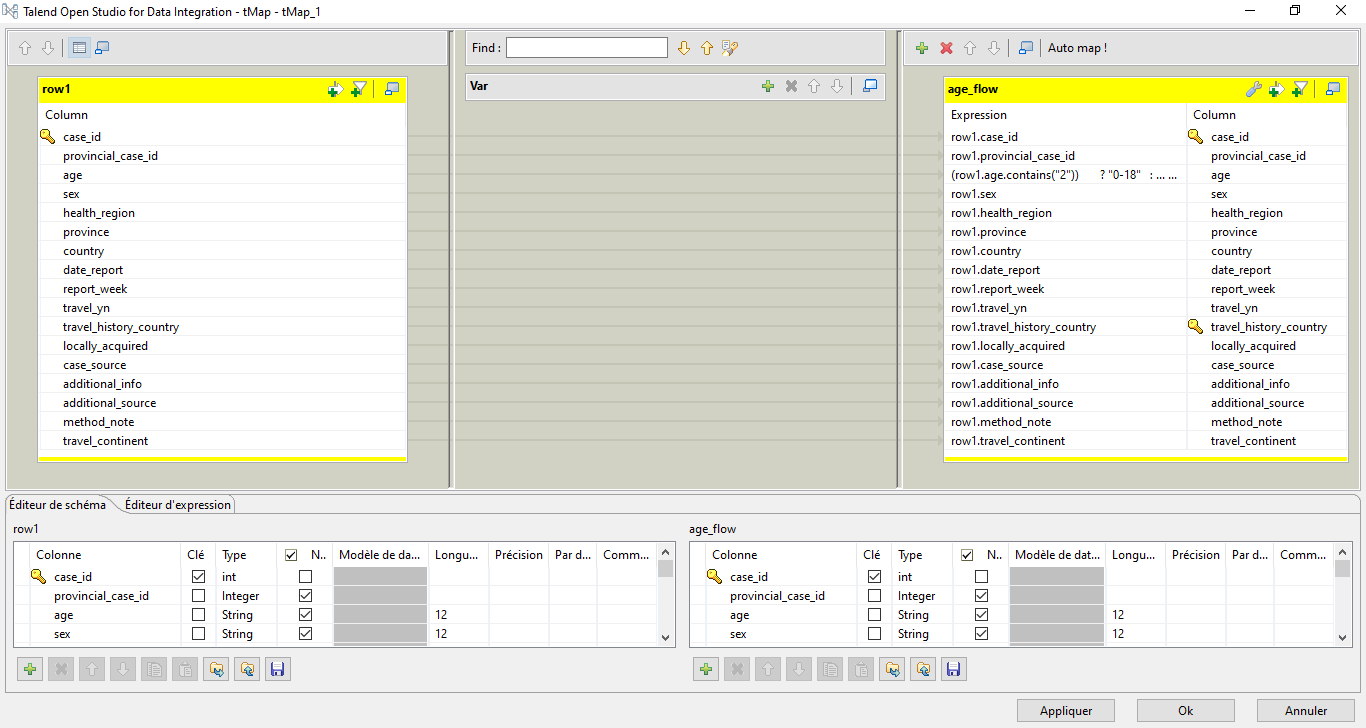 Talend Open Studio for Data Integration - tMap - tMap_1
Find :
Auto map !
row1
Var
age_flow
Column
Expression Column
case_id
provincial_case_id
age
sex
health_region
province
country
date_report
report_week
travel_yn
travel_history_country
locally_acquired
case_source
additional_info
additional_source
method_note
travel_continent
row1.case_id case_id
row1.provincial_case_id provincial_case_id
(row1.age.contains("2")) ? "0-18" : ... ... age
row1.sex sex
row1.health_region health_region
row1.province province
row1.country country
row1.date_report date_report
row1.report_week report_week
row1.travel_yn travel_yn
row1.travel_history_country travel_history_country
row1.locally_acquired locally_acquired
row1.case_source case_source
row1.additional_info additional_info
row1.additional_source additional_source
row1.method_note method_note
row1.travel_continent travel_continent
Éditeur de schéma Éditeur d'expression
row1
Colonne Clé Type N.. Modèle de da... Longu... Précision Par d... Comm...
case_id int
provincial_case_id Integer
age String 12
sex String 12
age_flow
Colonne Clé Type N.. Modèle de dat... Longu... Précision Par d... Comm...
case_id int
provincial_case_id Integer
age String 12
sex String 12
Appliquer Ok Annuler